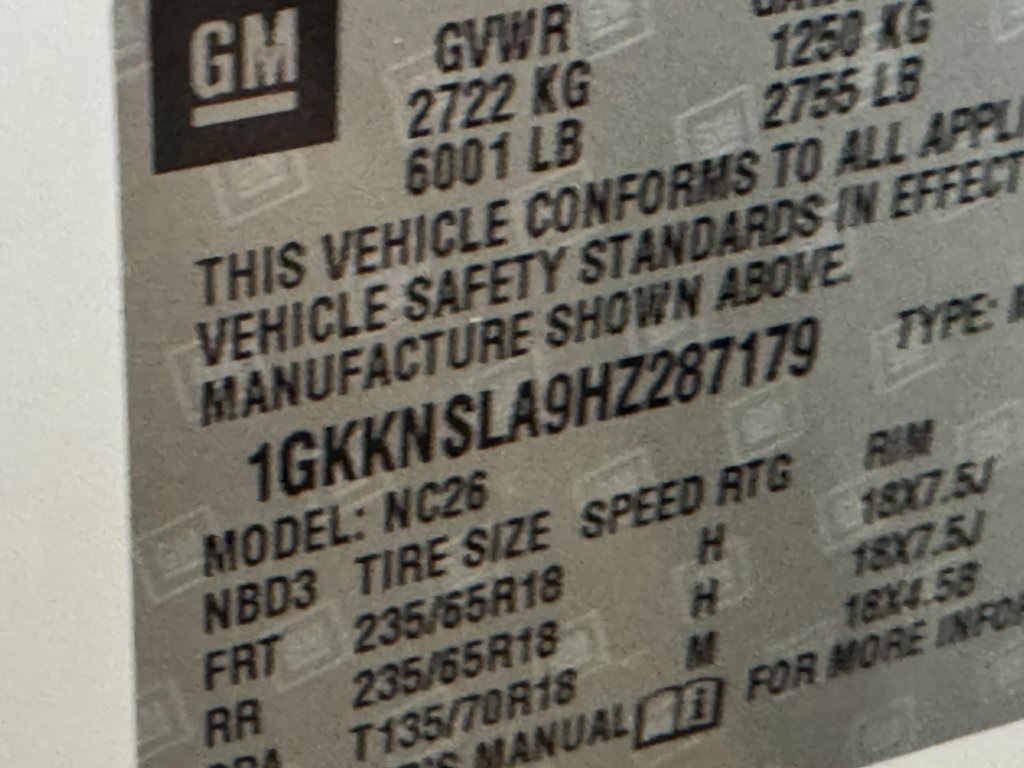 GM
GVWR
2722 KG 1250 KG
6001 LB 2755 LB
THIS VEHICLE CONFORMS TO ALL
VEHICLE SAFETY STANDARDS IN EFFECT
MANUFACTURE SHOWN ABOVE.
1GKKNSLA9HZ287179 TYPE:
MODEL: NC26
NBD3 TIRE SIZE SPEED RTG RIM
FRT 235/65R18 H 18X7.5J
RR 235/65R18 H 18X7.5J
T135/70R18 M 18X4.5B
MANUAL FOR MORE